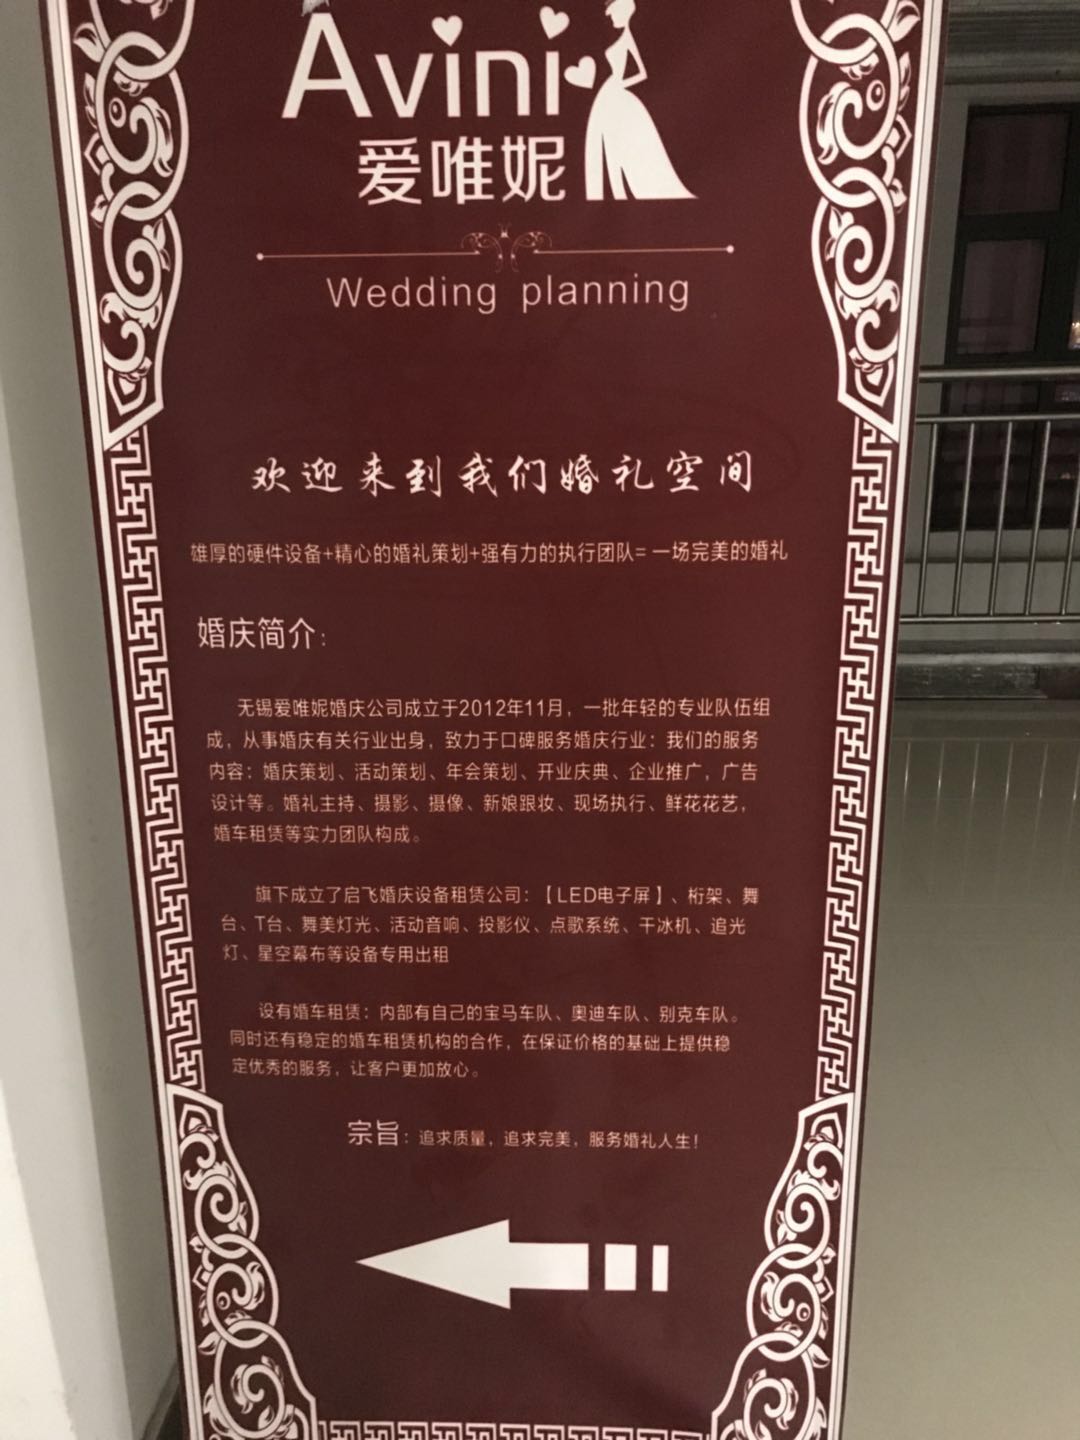 Avini
爱唯妮
Wedding planning
欢迎来到我们婚礼空间
雄厚的硬件设备+精心的婚礼策划+强有力的执行团队=一场完美的婚礼
婚庆简介：
无锡爱唯妮婚庆公司成立于2012年11月，一批年轻的专业队伍组
成，从事婚庆有关行业出身，致力于口碑服务婚庆行业：我们的服务
内容：婚庆策划、活动策划、年会策划、开业庆典、企业推广，广告
设计等。婚礼主持、摄影、摄像、新娘跟妆、现场执行、鲜花花艺，
婚车租赁等实力团队构成。
旗下成立了启飞婚庆设备租赁公司：【LED电子屏】、桁架、舞
台、T台、舞美灯光、活动音响、投影仪、点歌系统、干冰机、追光
灯、星空幕布等设备专用出租
设有婚车租赁：内部有自己的宝马车队、奥迪车队、别克车队。
同时还有稳定的婚车租赁机构的合作，在保证价格的基础上提供稳
定优秀的服务，让客户更加放心。
宗旨：追求质量，追求完美，服务婚礼人生！